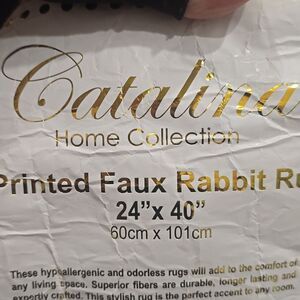 Catalina
Home Collection
Printed Faux Rabbit Ru
24"x 40"
60cm x 101cm
These hypoallergenic and odorless rugs will add to the comfort of
any living space. Superior fibers are durable, longer lasting and
expertly crafted. This stylish rug is the perfect accent to any room.